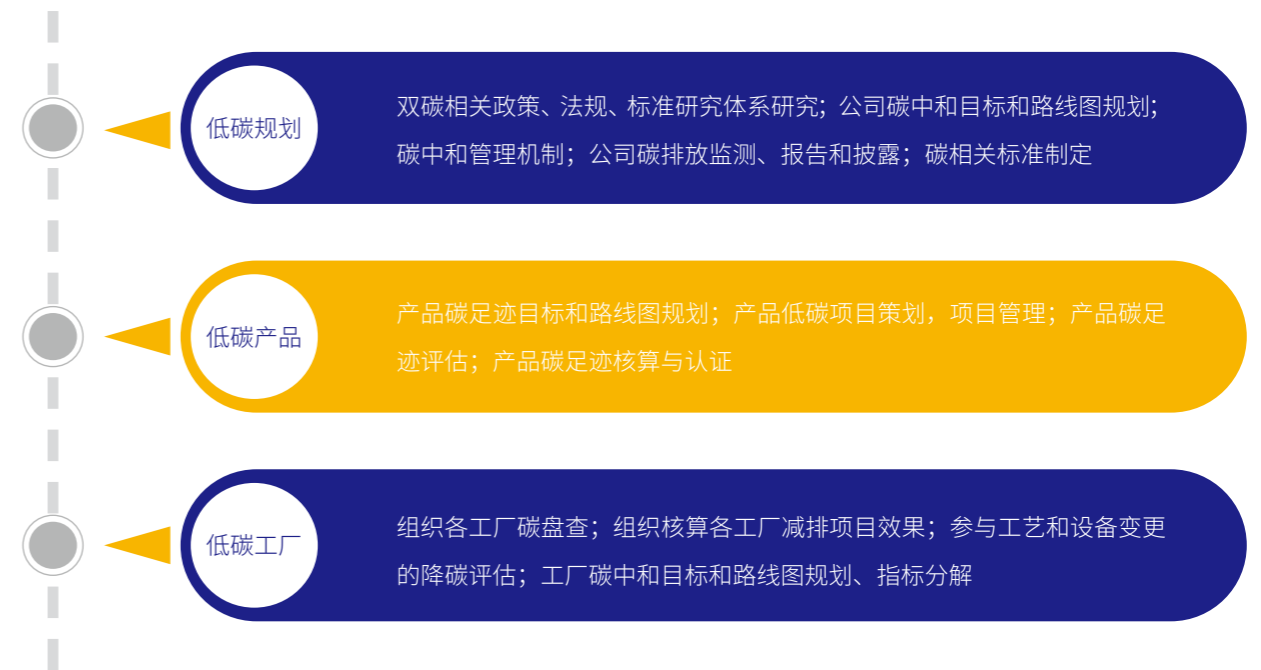 低碳规划
双碳相关政策、法规、标准研究体系研究；公司碳中和目标和路线图规划；
碳中和管理机制；公司碳排放监测、报告和披露；碳相关标准制定
低碳产品
产品碳足迹目标和路线图规划；产品低碳项目策划，项目管理；产品碳足
迹评估；产品碳足迹核算与认证
低碳工厂
组织各工厂碳盘查；组织核算各工厂减排项目效果；参与工艺和设备变更
的降碳评估；工厂碳中和目标和路线图规划、指标分解